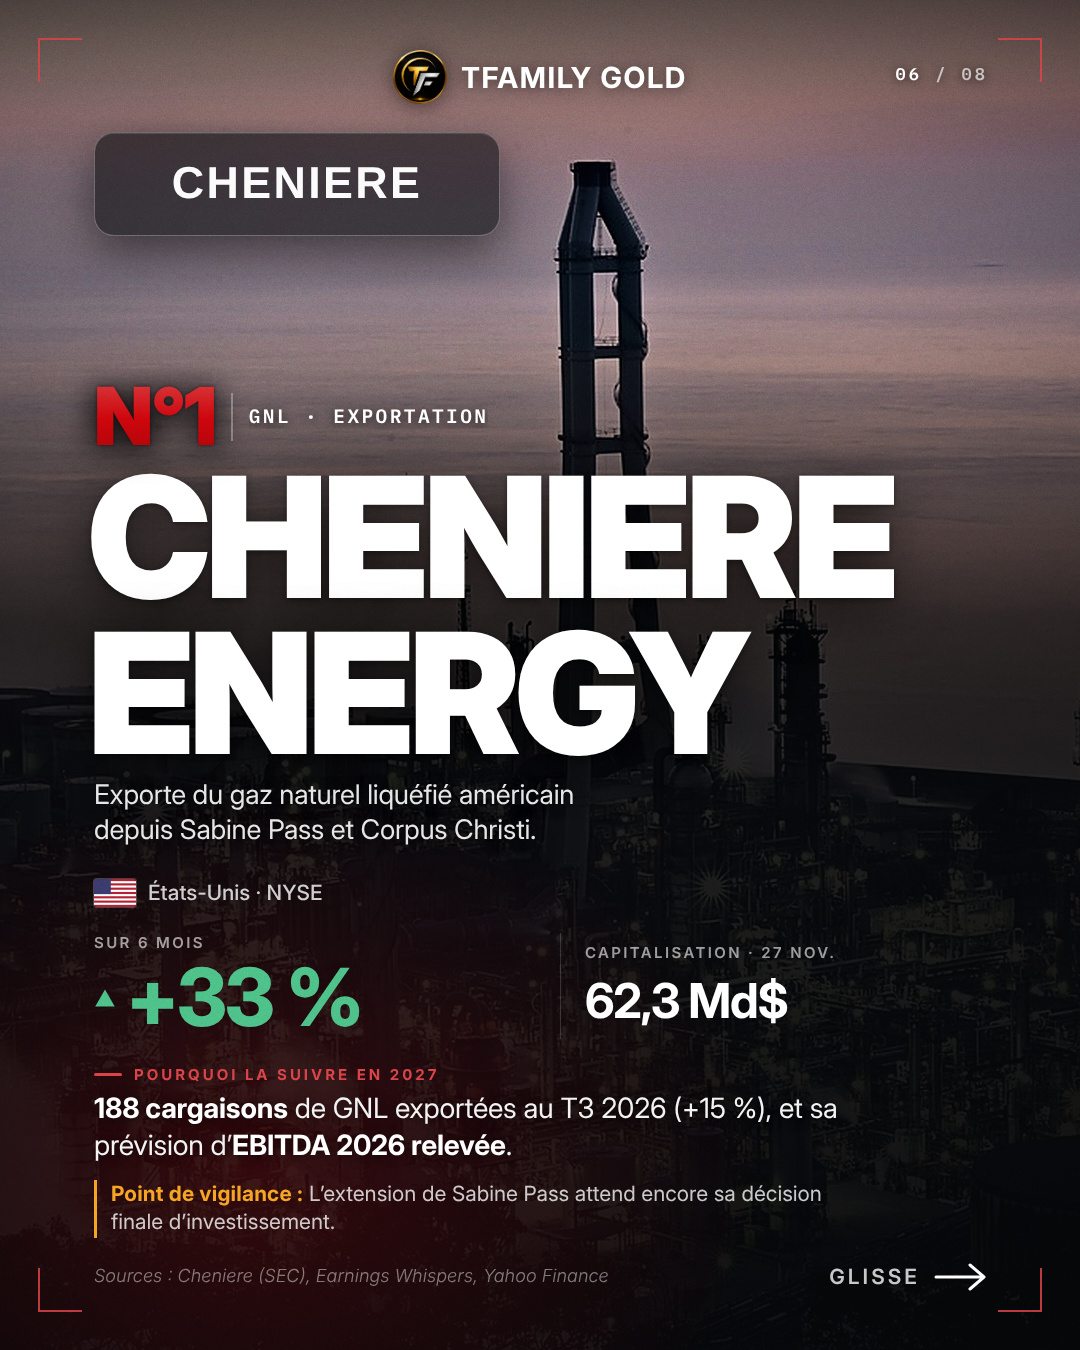 TF TFAMILY GOLD
06 / 08
CHENIERE
N°1
GNL · EXPORTATION
CHENIERE
ENERGY
Exporte du gaz naturel liquéfié américain
depuis Sabine Pass et Corpus Christi.
États-Unis · NYSE
SUR 6 MOIS
▲ +33 %
CAPITALISATION · 27 NOV.
62,3 Md$
POURQUOI LA SUIVRE EN 2027
188 cargaisons de GNL exportées au T3 2026 (+15 %), et sa
prévision d’EBITDA 2026 relevée.
Point de vigilance : L’extension de Sabine Pass attend encore sa décision
finale d’investissement.
Sources : Cheniere (SEC), Earnings Whispers, Yahoo Finance
GLISSE →